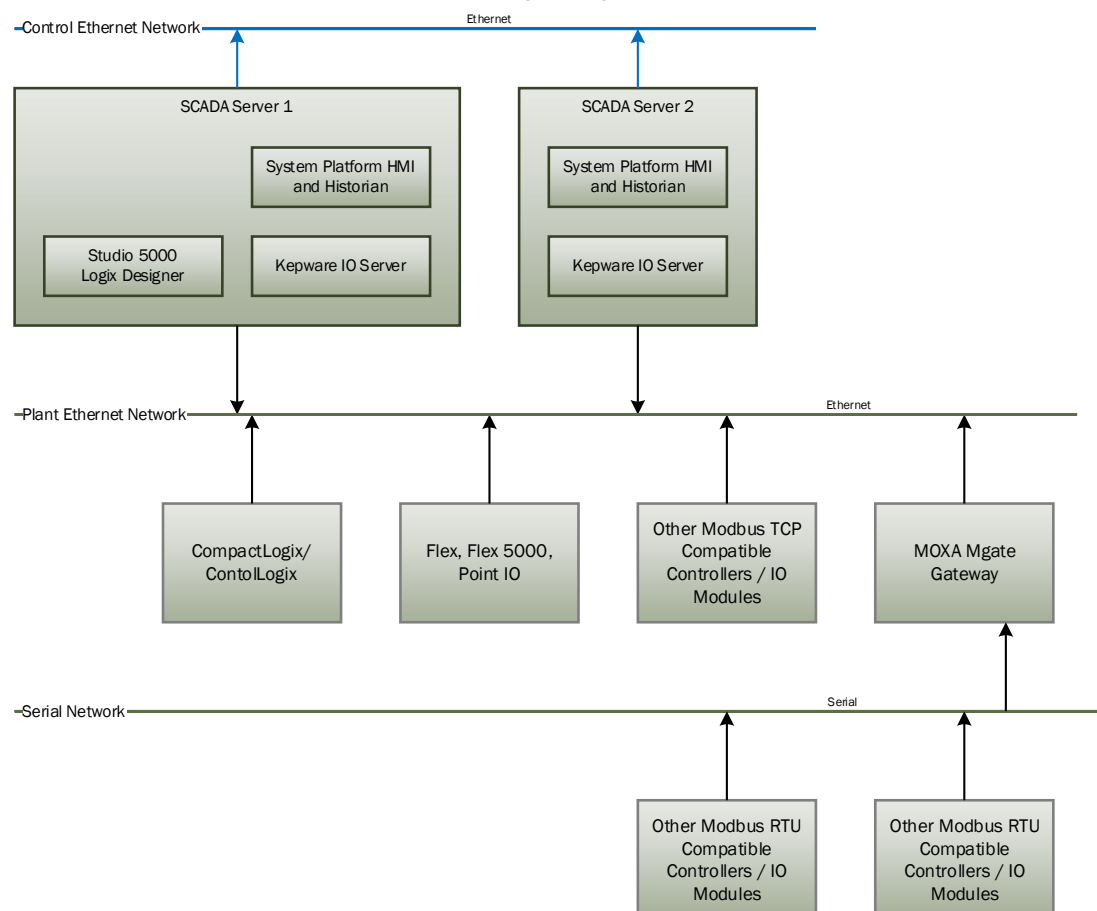 Ethernet
Control Ethernet Network
SCADA Server 1
System Platform HMI
and Historian
Studio 5000
Logix Designer
Kepware IO Server
SCADA Server 2
System Platform HMI
and Historian
Kepware IO Server
Ethernet
Plant Ethernet Network
CompactLogix/
ContolLogix
Flex, Flex 5000,
Point IO
Other Modbus TCP
Compatible
Controllers / IO
Modules
MOXA Mgate
Gateway
Serial
Serial Network
Other Modbus RTU
Compatible
Controllers / IO
Modules
Other Modbus RTU
Compatible
Controllers / IO
Modules